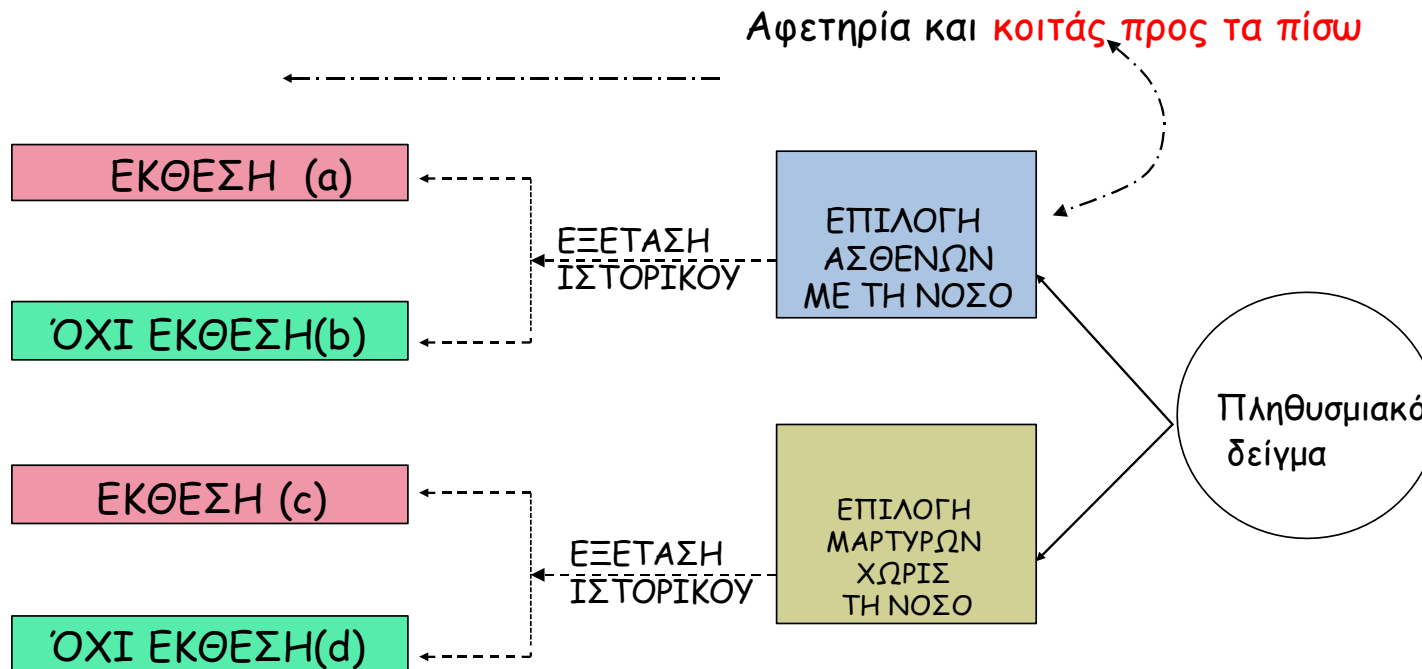 Αφετηρία και κοιτάς προς τα πίσω
ΕΚΘΕΣΗ (a)
ΕΞΕΤΑΣΗ
ΙΣΤΟΡΙΚΟΥ
ΕΠΙΛΟΓΗ
ΑΣΘΕΝΩΝ
ΜΕ ΤΗ ΝΟΣΟ
ΌΧΙ ΕΚΘΕΣΗ(b)
Πληθυσμιακό
δείγμα
ΕΚΘΕΣΗ (c)
ΕΞΕΤΑΣΗ
ΙΣΤΟΡΙΚΟΥ
ΕΠΙΛΟΓΗ
ΜΑΡΤΥΡΩΝ
ΧΩΡΙΣ
ΤΗ ΝΟΣΟ
ΌΧΙ ΕΚΘΕΣΗ(d)